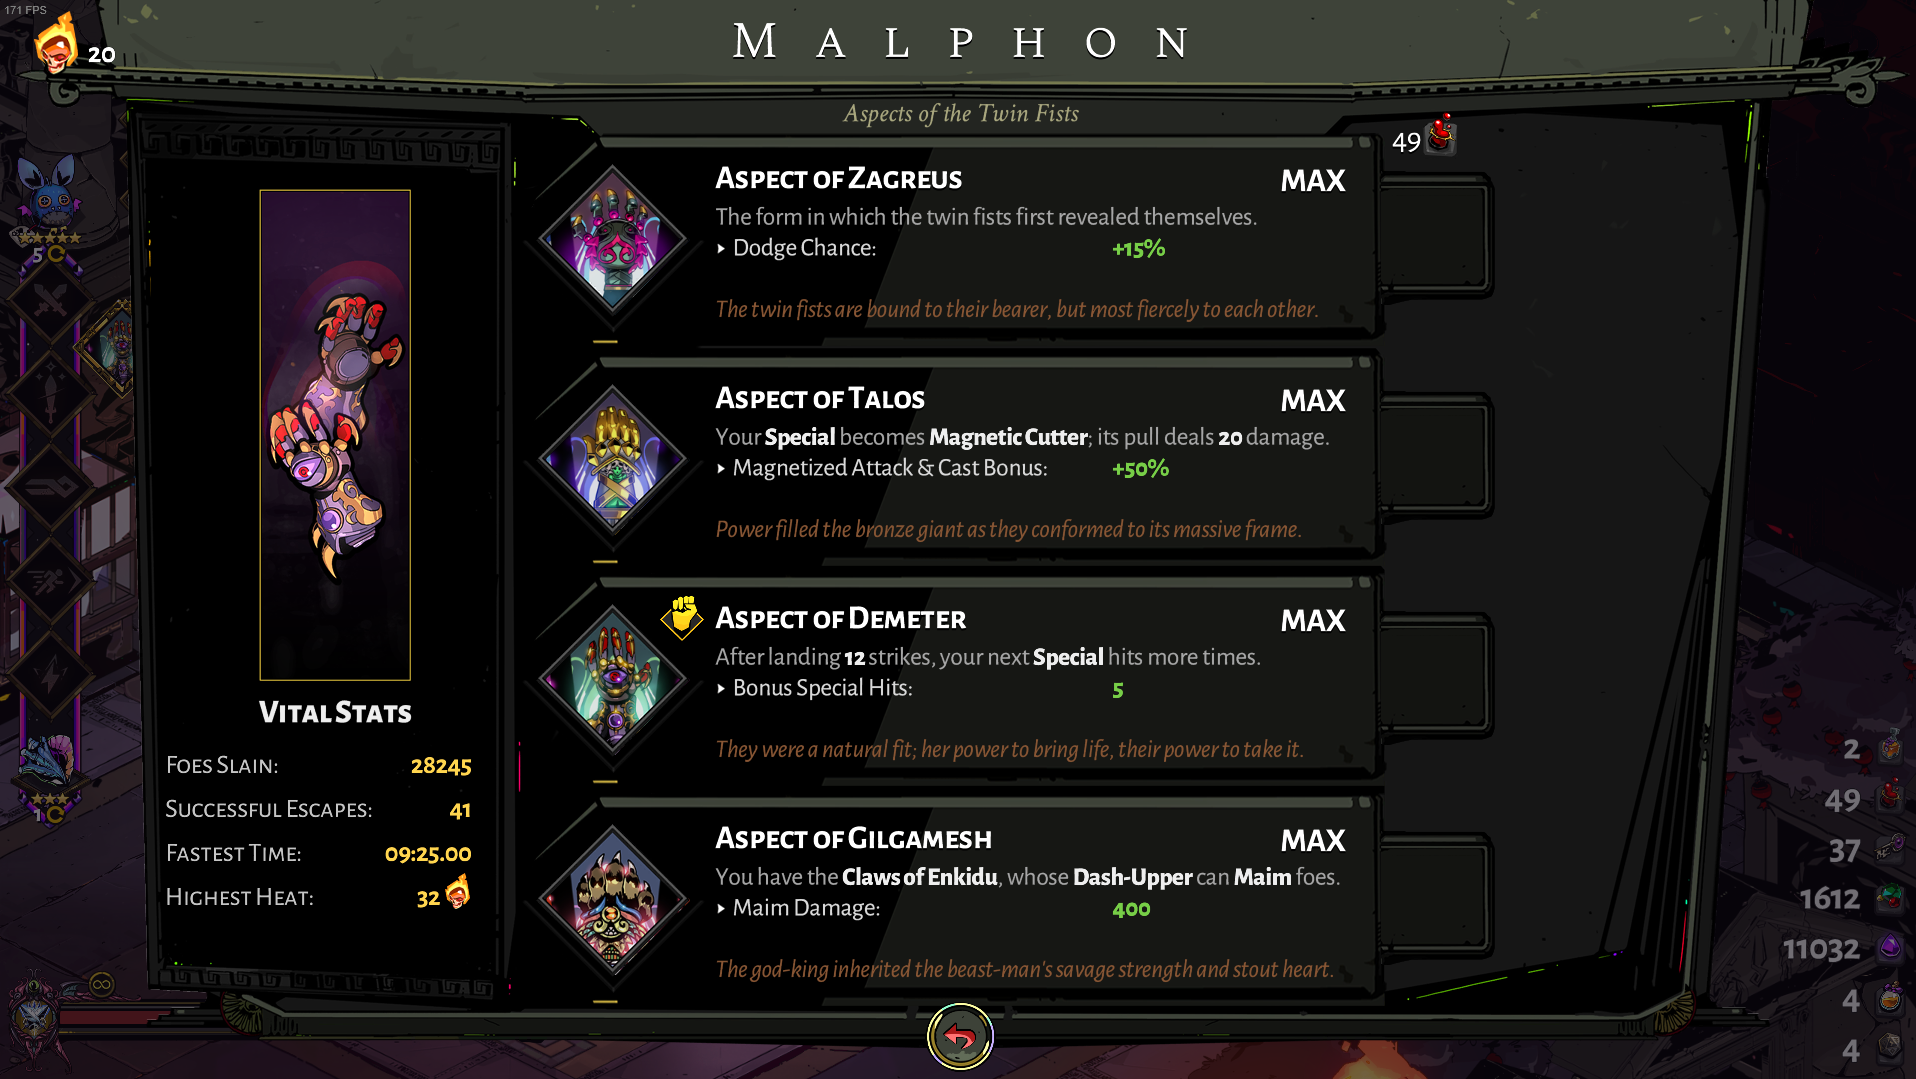 171 FPS
20
MALPHON
Aspects of the Twin Fists
49
5
1
VITAL STATS
FOES SLAIN: 28245
SUCCESSFUL ESCAPES: 41
FASTEST TIME: 09:25.00
HIGHEST HEAT: 32
ASPECT OF ZAGREUS MAX
The form in which the twin fists first revealed themselves.
‣ Dodge Chance: +15%
The twin fists are bound to their bearer, but most fiercely to each other.
ASPECT OF TALOS MAX
Your Special becomes Magnetic Cutter; its pull deals 20 damage.
‣ Magnetized Attack & Cast Bonus: +50%
Power filled the bronze giant as they conformed to its massive frame.
ASPECT OF DEMETER MAX
After landing 12 strikes, your next Special hits more times.
‣ Bonus Special Hits: 5
They were a natural fit; her power to bring life, their power to take it.
ASPECT OF GILGAMESH MAX
You have the Claws of Enkidu, whose Dash-Upper can Maim foes.
‣ Maim Damage: 400
The god-king inherited the beast-man's savage strength and stout heart.
2
49
37
1612
11032
4
4